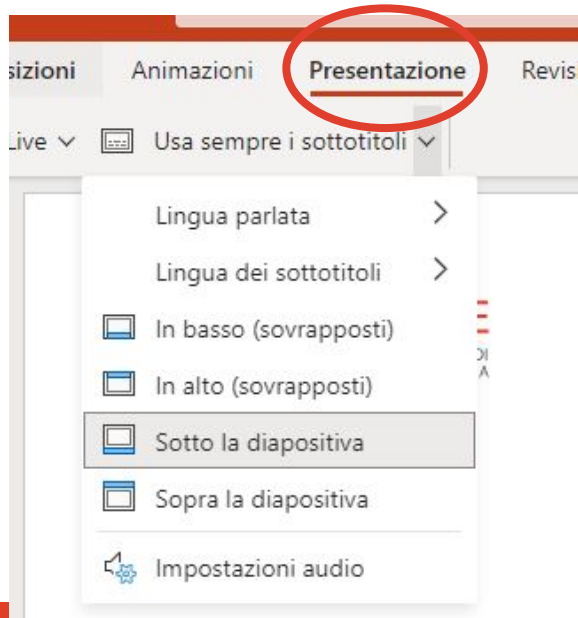 sizioni Animazioni Presentazione Revis
Live Usa sempre i sottotitoli
Lingua parlata
Lingua dei sottotitoli
In basso (sovrapposti)
DI
A
In alto (sovrapposti)
Sotto la diapositiva
Sopra la diapositiva
Impostazioni audio